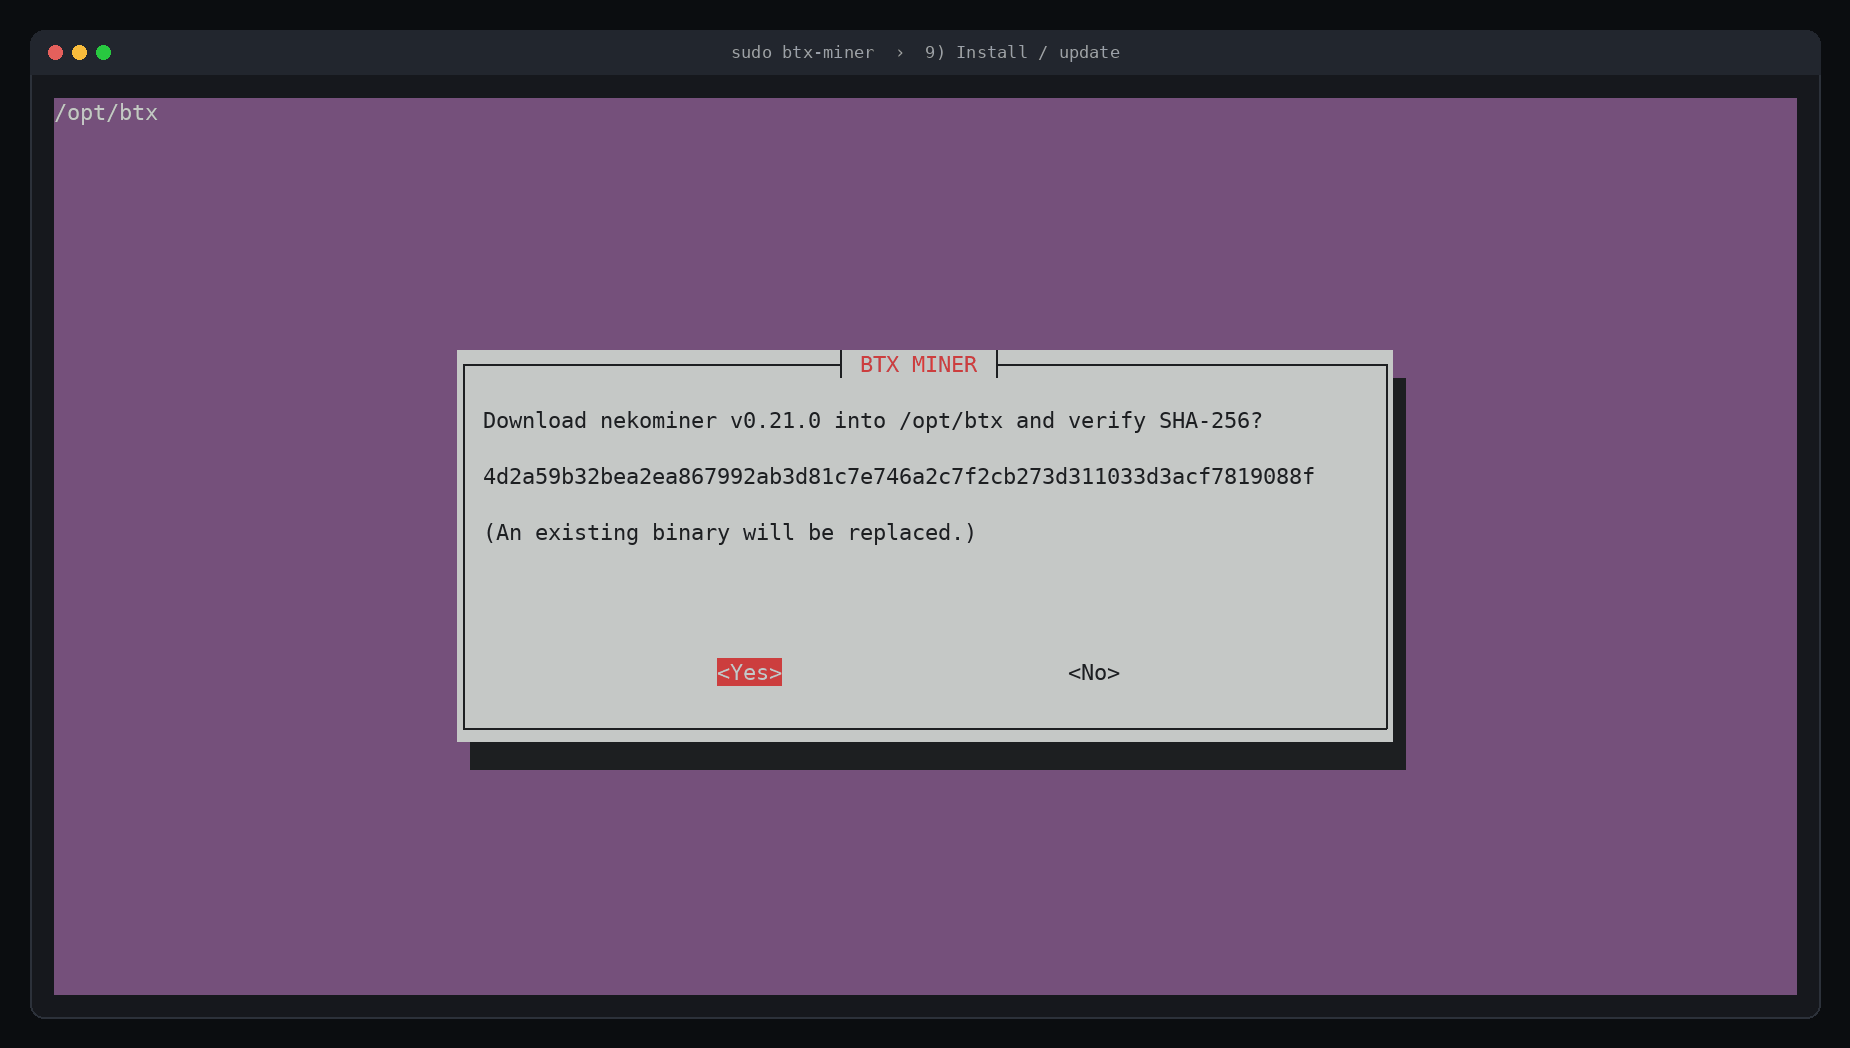 sudo btx-miner › 9) Install / update
/opt/btx
BTX MINER
Download nekominer v0.21.0 into /opt/btx and verify SHA-256?
4d2a59b32bea2ea867992ab3d81c7e746a2c7f2cb273d311033d3acf7819088f
(An existing binary will be replaced.)
<Yes> <No>